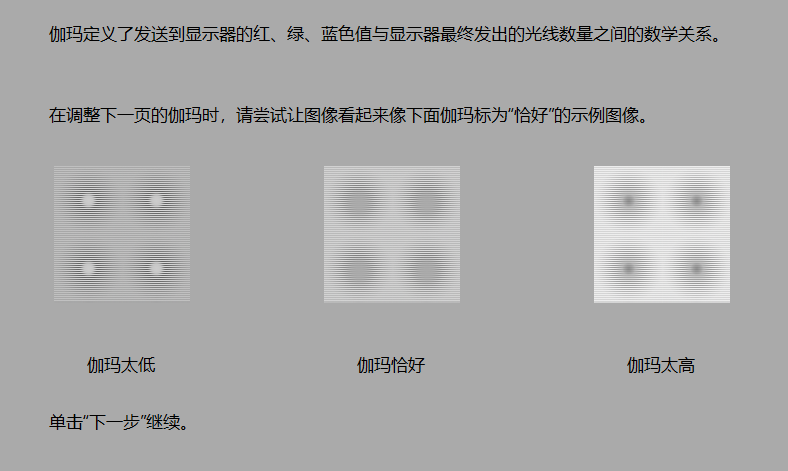 伽玛定义了发送到显示器的红、绿、蓝色值与显示器最终发出的光线数量之间的数学关系。
在调整下一页的伽玛时，请尝试让图像看起来像下面伽玛标为“恰好”的示例图像。
伽玛太低
伽玛恰好
伽玛太高
单击“下一步”继续。